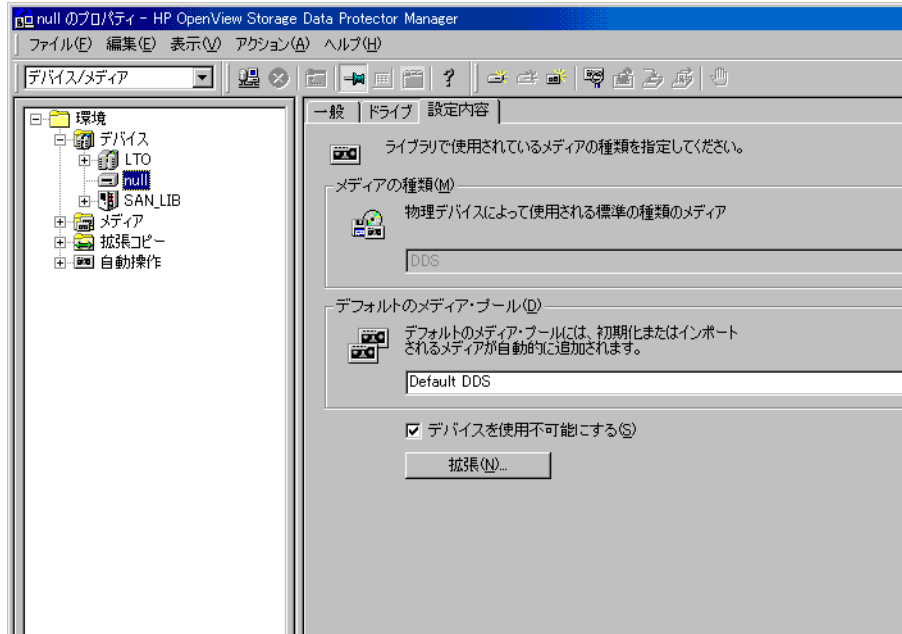 null のプロパティ - HP OpenView Storage Data Protector Manager
ファイル(F) 編集(E) 表示(V) アクション(A) ヘルプ(H)
デバイス/メディア
環境
デバイス
LTO
null
SAN_LIB
メディア
拡張コピー
自動操作
一般 ドライブ 設定内容
ライブラリで使用されているメディアの種類を指定してください。
メディアの種類(M)
物理デバイスによって使用される標準の種類のメディア
DDS
デフォルトのメディア・プール(D)
デフォルトのメディア・プールには、初期化またはインポート
されるメディアが自動的に追加されます。
Default DDS
デバイスを使用不可能にする(S)
拡張(N)...